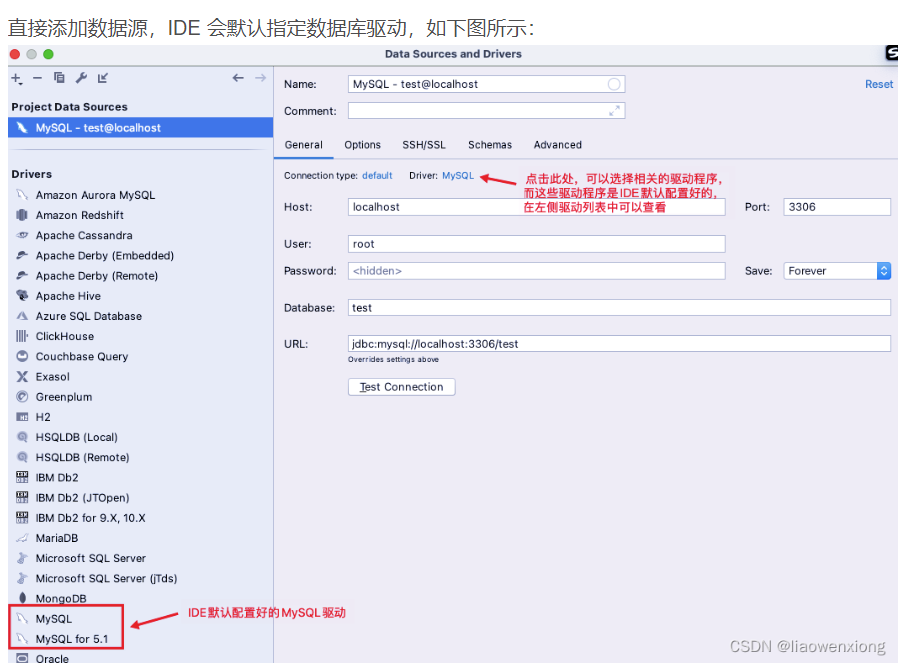 直接添加数据源，IDE 会默认指定数据库驱动，如下图所示：
Data Sources and Drivers
Project Data Sources
MySQL - test@localhost
Drivers
Amazon Aurora MySQL
Amazon Redshift
Apache Cassandra
Apache Derby (Embedded)
Apache Derby (Remote)
Apache Hive
Azure SQL Database
ClickHouse
Couchbase Query
Exasol
Greenplum
H2
HSQLDB (Local)
HSQLDB (Remote)
IBM Db2
IBM Db2 (JTOpen)
IBM Db2 for 9.X, 10.X
MariaDB
Microsoft SQL Server
Microsoft SQL Server (jTds)
MongoDB
MySQL
MySQL for 5.1
Oracle
IDE默认配置好的MySQL驱动
Name: MySQL - test@localhost Reset
Comment:
General Options SSH/SSL Schemas Advanced
Connection type: default Driver: MySQL
点击此处，可以选择相关的驱动程序，
而这些驱动程序是IDE默认配置好的，
在左侧驱动列表中可以查看
Host: localhost Port: 3306
User: root
Password: <hidden> Save: Forever
Database: test
URL: jdbc:mysql://localhost:3306/test
Overrides settings above
Test Connection
CSDN @liaowenxiong